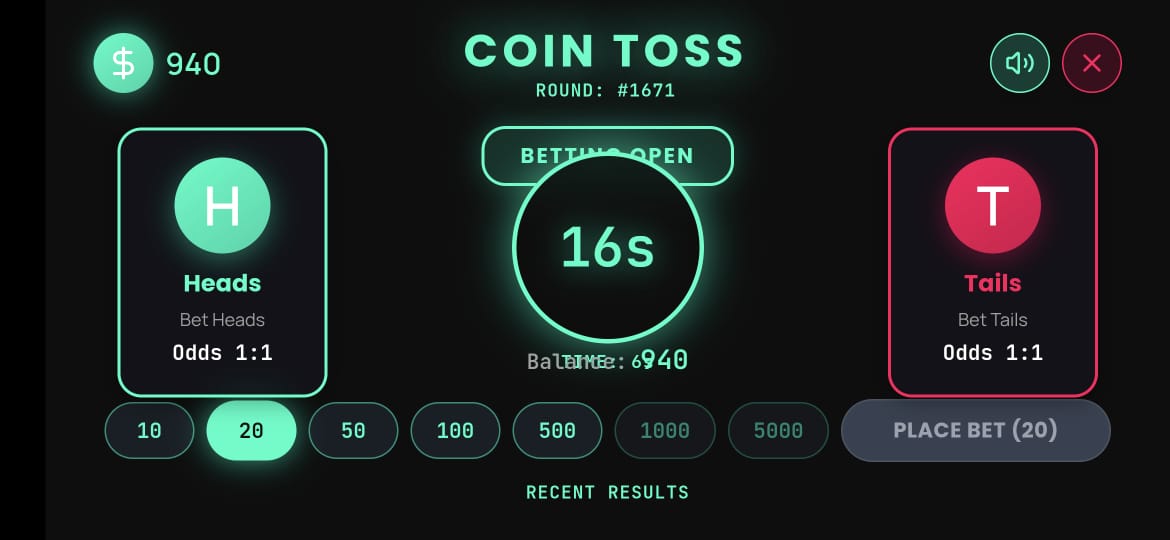 $ 940
COIN TOSS
ROUND: #1671
BETTING OPEN
16s
H
Heads
Bet Heads
Odds 1:1
T
Tails
Bet Tails
Odds 1:1
Balance: 940
TIME: 6s
10 20 50 100 500 1000 5000 PLACE BET (20)
RECENT RESULTS